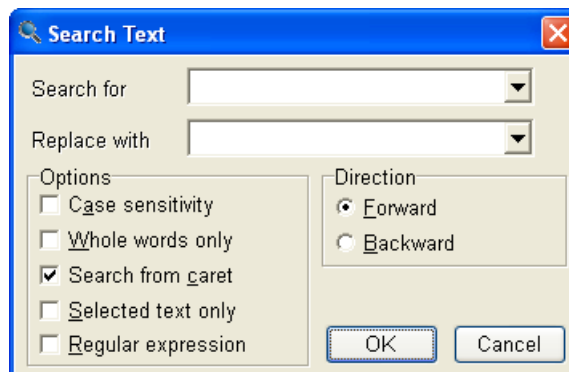 Search Text
Search for
Replace with
Options
Case sensitivity
Whole words only
Search from caret
Selected text only
Regular expression
Direction
Forward
Backward
OK
Cancel